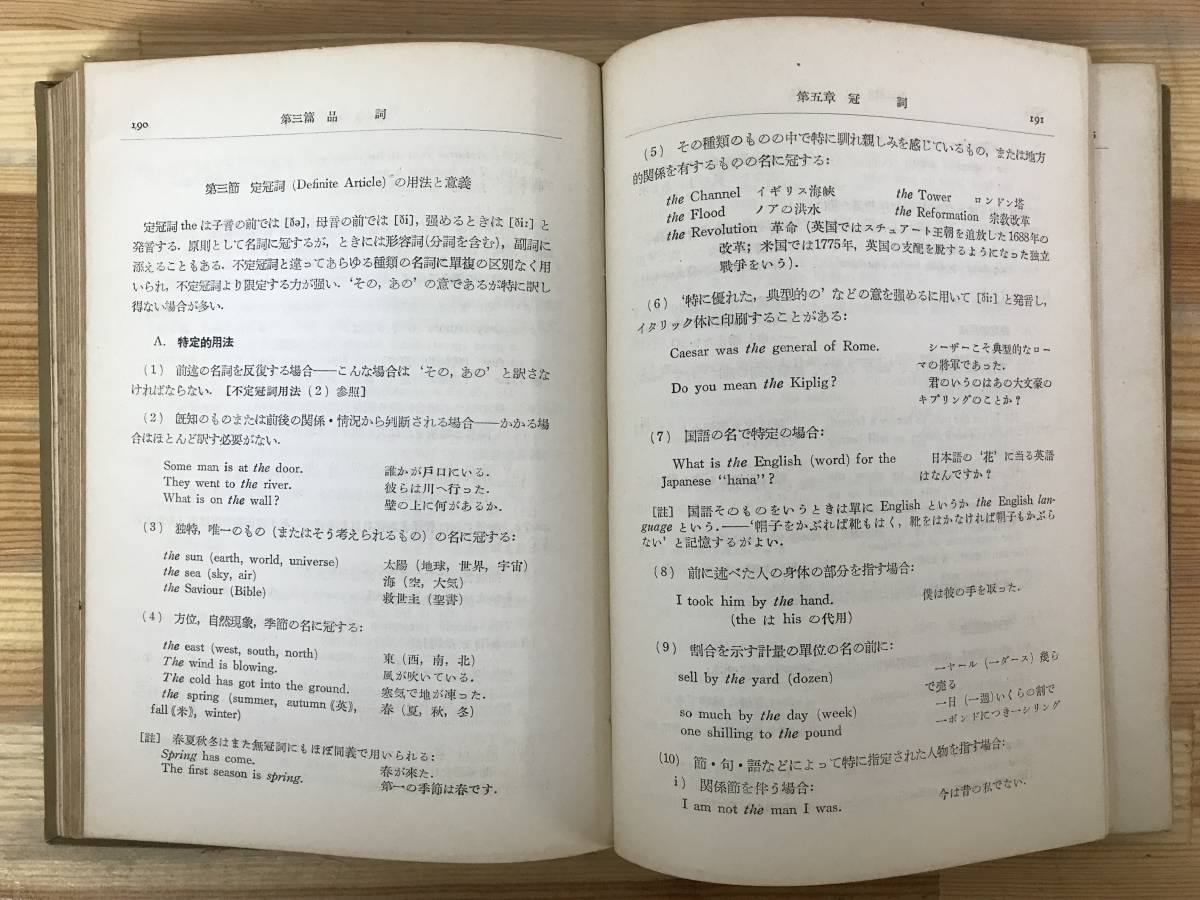 190
第三篇 品 詞
第三節 定冠詞 (Definite Article) の用法と意義
定冠詞 the は子音の前では [ðə], 母音の前では [ði], 強めるときは [ði:] と
発音する. 原則として名詞に冠するが, ときには形容詞(分詞を含む), 副詞に
添えることもある. 不定冠詞と違ってあらゆる種類の名詞に單複の区別なく用
いられ, 不定冠詞より限定する力が强い. ‘その, あの’ の意であるが特に訳し
得ない場合が多い.
A. 特定的用法
(1) 前述の名詞を反復する場合――こんな場合は ‘その, あの’ と訳さな
ければならない. [不定冠詞用法 (2) 参照]
(2) 既知のものまたは前後の関係・情況から判断される場合――かかる場
合はほとんど訳す必要がない.
Some man is at the door. 誰かが戸口にいる.
They went to the river. 彼らは川へ行った.
What is on the wall? 壁の上に何があるか.
(3) 独特, 唯一のもの (またはそう考えられるもの) の名に冠する:
the sun (earth, world, universe) 太陽 (地球, 世界, 宇宙)
the sea (sky, air) 海 (空, 大気)
the Saviour (Bible) 救世主 (聖書)
(4) 方位, 自然現象, 季節の名に冠する:
the east (west, south, north) 東 (西, 南, 北)
The wind is blowing. 風が吹いている.
The cold has got into the ground. 寒気で地が凍った.
the spring (summer, autumn《英》, 春 (夏, 秋, 冬)
fall《米》, winter)
[註] 春夏秋冬はまた無冠詞にもほぼ同義で用いられる:
Spring has come. 春が来た.
The first season is spring. 第一の季節は春です.
第五章 冠 詞
191
(5) その種類のものの中で特に馴れ親しみを感じているもの, または地方
的関係を有するものの名に冠する:
the Channel イギリス海峡 the Tower ロンドン塔
the Flood ノアの洪水 the Reformation 宗教改革
the Revolution 革命 (英国ではスチュアート王朝を追放した1688年の
改革; 米国では1775年, 英国の支配を脱するようになった独立
戰争をいう).
(6) ‘特に優れた, 典型的の’ などの意を強めるに用いて [ði:] と発音し,
イタリック体に印刷することがある:
Caesar was the general of Rome. シーザーこそ典型的なロー
マの將軍であった.
Do you mean the Kiplig? 君のいうのはあの大文豪の
キプリングのことか?
(7) 国語の名で特定の場合:
What is the English (word) for the 日本語の ‘花’ に当る英語
Japanese “hana”? はなんですか?
[註] 国語そのものをいうときは單に English というか the English lan-
guage という.――‘帽子をかぶれば靴もはく, 靴をはかなければ帽子もかぶら
ない’ と記憶するがよい.
(8) 前に述べた人の身体の部分を指す場合:
I took him by the hand. 僕は彼の手を取った.
(the は his の代用)
(9) 割合を示す計量の單位の名の前に:
sell by the yard (dozen) 一ヤール (一ダース) 幾ら
で売る
so much by the day (week) 一日 (一週) いくらの割で
one shilling to the pound 一ポンドにつき一シリング
(10) 節・句・語などによって特に指定された人物を指す場合:
i) 関係節を伴う場合:
I am not the man I was. 今は昔の私でない.